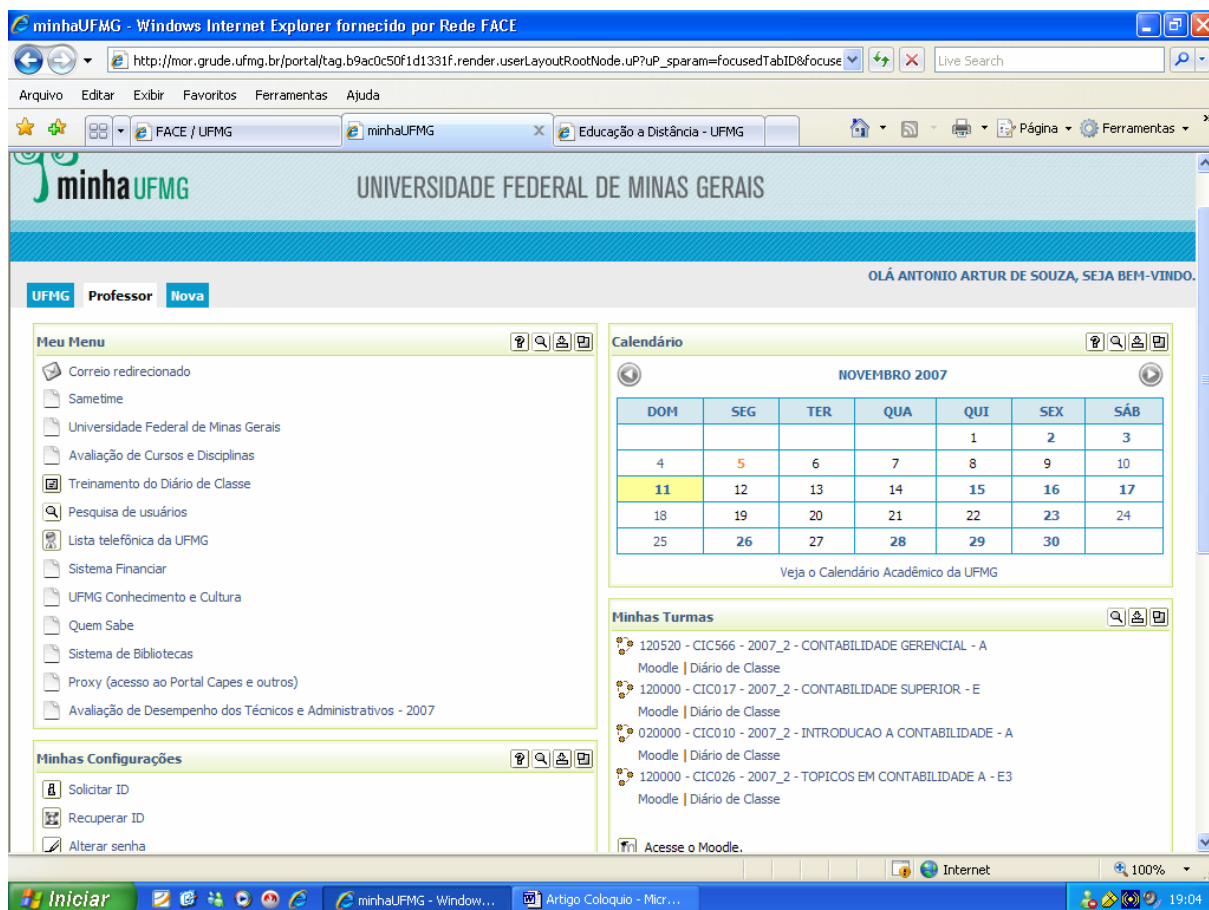 minhaUFMG - Windows Internet Explorer fornecido por Rede FACE
http://mor.grude.ufmg.br/portal/tag.b9ac0c50f1d1331f.render.userLayoutRootNode.uP?uP_sparam=focusedTabID&focuse
Live Search
Arquivo Editar Exibir Favoritos Ferramentas Ajuda
FACE / UFMG
minhaUFMG
Educação a Distância - UFMG
Página
Ferramentas
minha UFMG
UNIVERSIDADE FEDERAL DE MINAS GERAIS
OLÁ ANTONIO ARTUR DE SOUZA, SEJA BEM-VINDO.
UFMG Professor Nova
Meu Menu
Correio redirecionado
Sametime
Universidade Federal de Minas Gerais
Avaliação de Cursos e Disciplinas
Treinamento do Diário de Classe
Pesquisa de usuários
Lista telefônica da UFMG
Sistema Financiar
UFMG Conhecimento e Cultura
Quem Sabe
Sistema de Bibliotecas
Proxy (acesso ao Portal Capes e outros)
Avaliação de Desempenho dos Técnicos e Administrativos - 2007
Minhas Configurações
Solicitar ID
Recuperar ID
Alterar senha
Calendário
NOVEMBRO 2007
DOM SEG TER QUA QUI SEX SÁB
1 2 3
4 5 6 7 8 9 10
11 12 13 14 15 16 17
18 19 20 21 22 23 24
25 26 27 28 29 30
Veja o Calendário Acadêmico da UFMG
Minhas Turmas
120520 - CIC566 - 2007_2 - CONTABILIDADE GERENCIAL - A
Moodle | Diário de Classe
120000 - CIC017 - 2007_2 - CONTABILIDADE SUPERIOR - E
Moodle | Diário de Classe
020000 - CIC010 - 2007_2 - INTRODUCAO A CONTABILIDADE - A
Moodle | Diário de Classe
120000 - CIC026 - 2007_2 - TOPICOS EM CONTABILIDADE A - E3
Moodle | Diário de Classe
Acesse o Moodle.
Internet
100%
Iniciar
minhaUFMG - Window...
Artigo Coloquio - Micr...
19:04